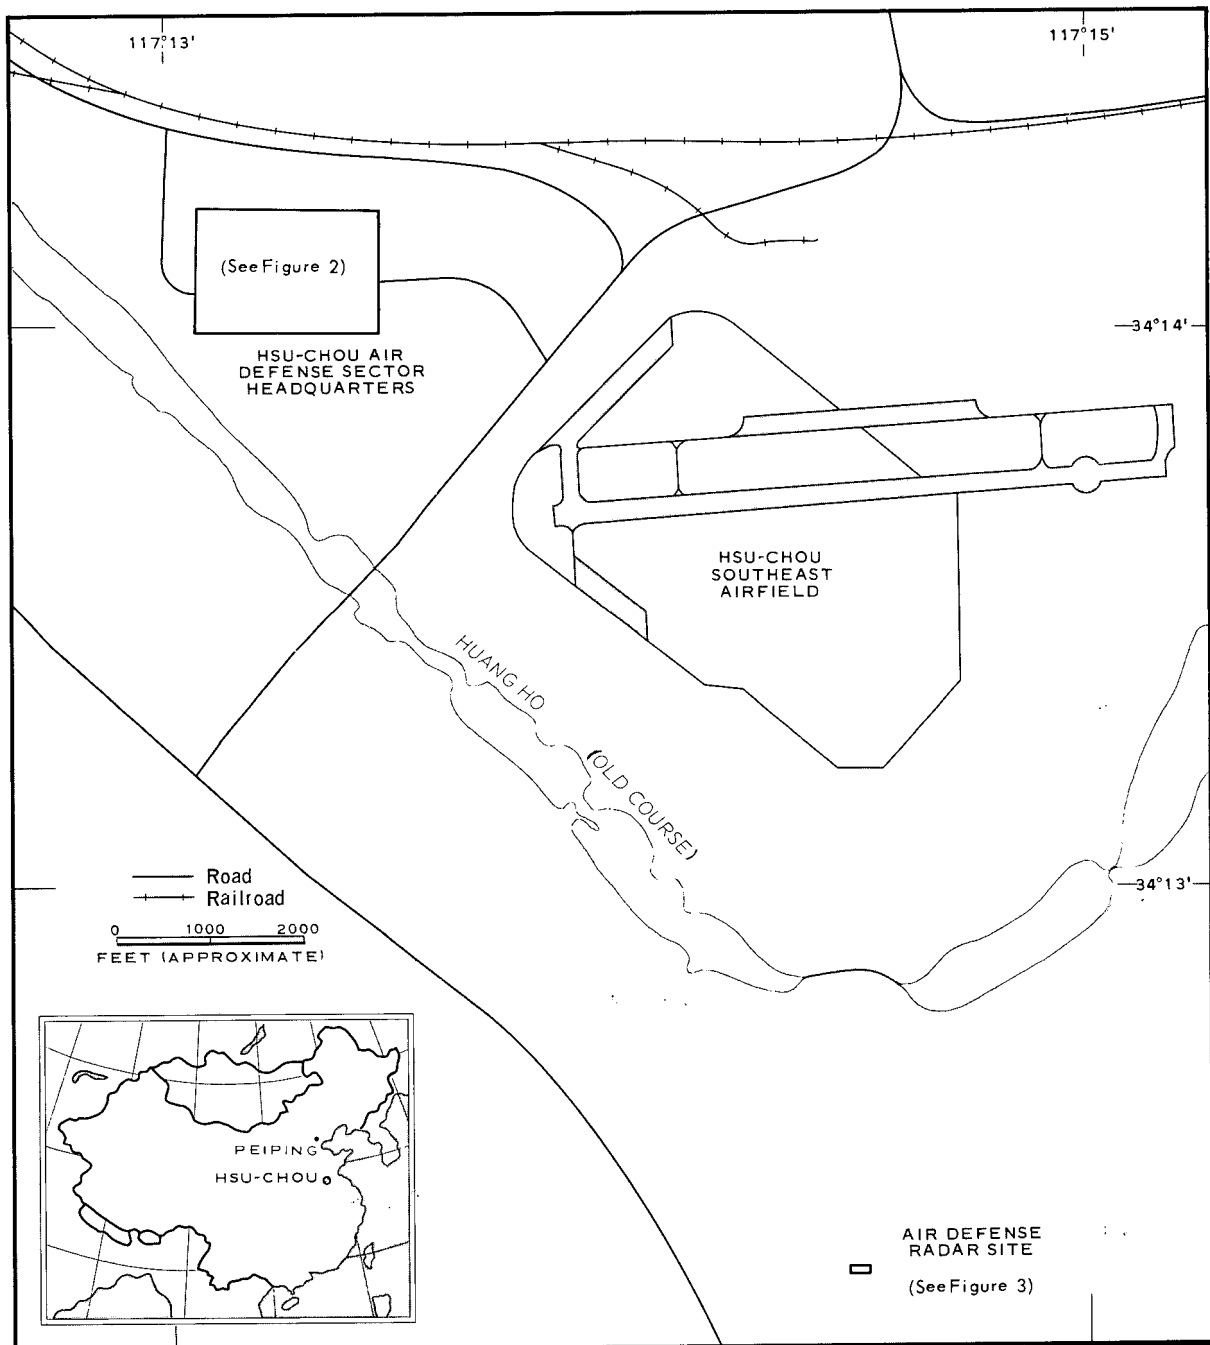 117°13'
117°15'
(See Figure 2)
34°14'
HSU-CHOU AIR
DEFENSE SECTOR
HEADQUARTERS
HSU-CHOU
SOUTHEAST
AIRFIELD
HUANG HO
(OLD COURSE)
Road
Railroad
34°13'
0 1000 2000
FEET (APPROXIMATE)
PEIPING
HSU-CHOU
AIR DEFENSE
RADAR SITE
(See Figure 3)